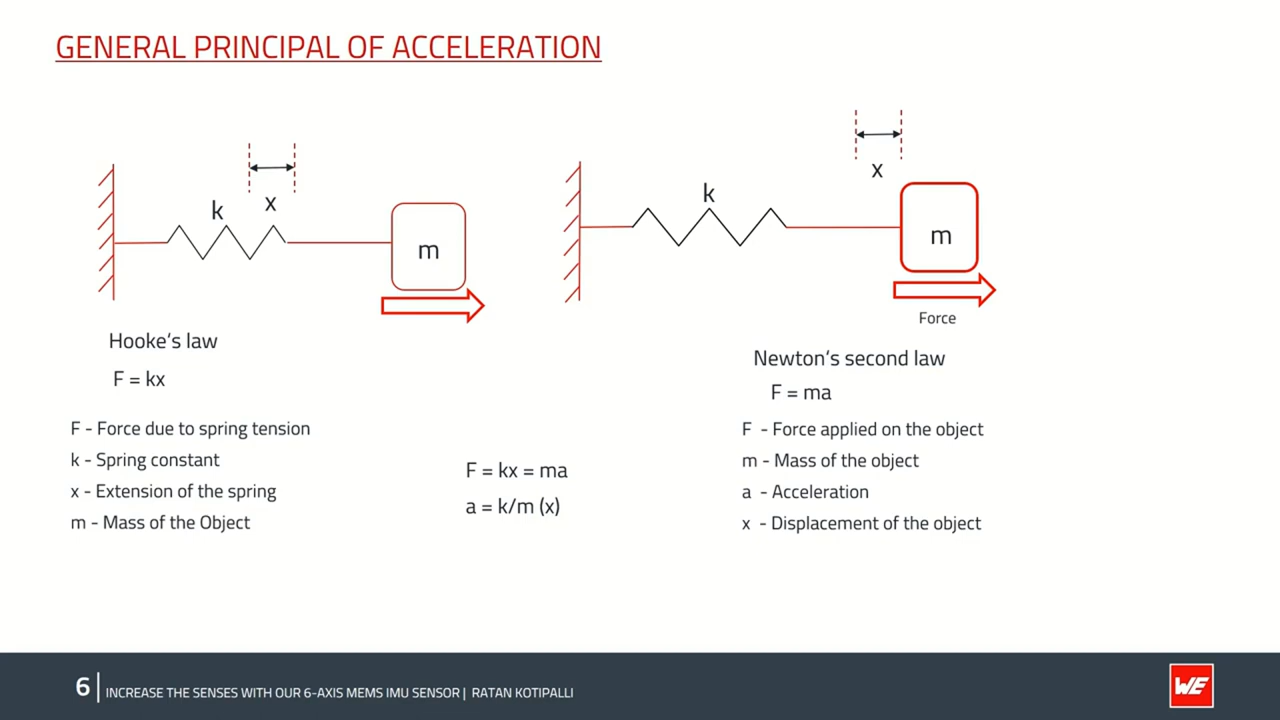 GENERAL PRINCIPAL OF ACCELERATION
k
x
m
Hooke's law
F = kx
F - Force due to spring tension
k - Spring constant
x - Extension of the spring
m - Mass of the Object
F = kx = ma
a = k/m (x)
x
k
m
Force
Newton's second law
F = ma
F - Force applied on the object
m - Mass of the object
a - Acceleration
x - Displacement of the object
6 | INCREASE THE SENSES WITH OUR 6-AXIS MEMS IMU SENSOR | RATAN KOTIPALLI
WE